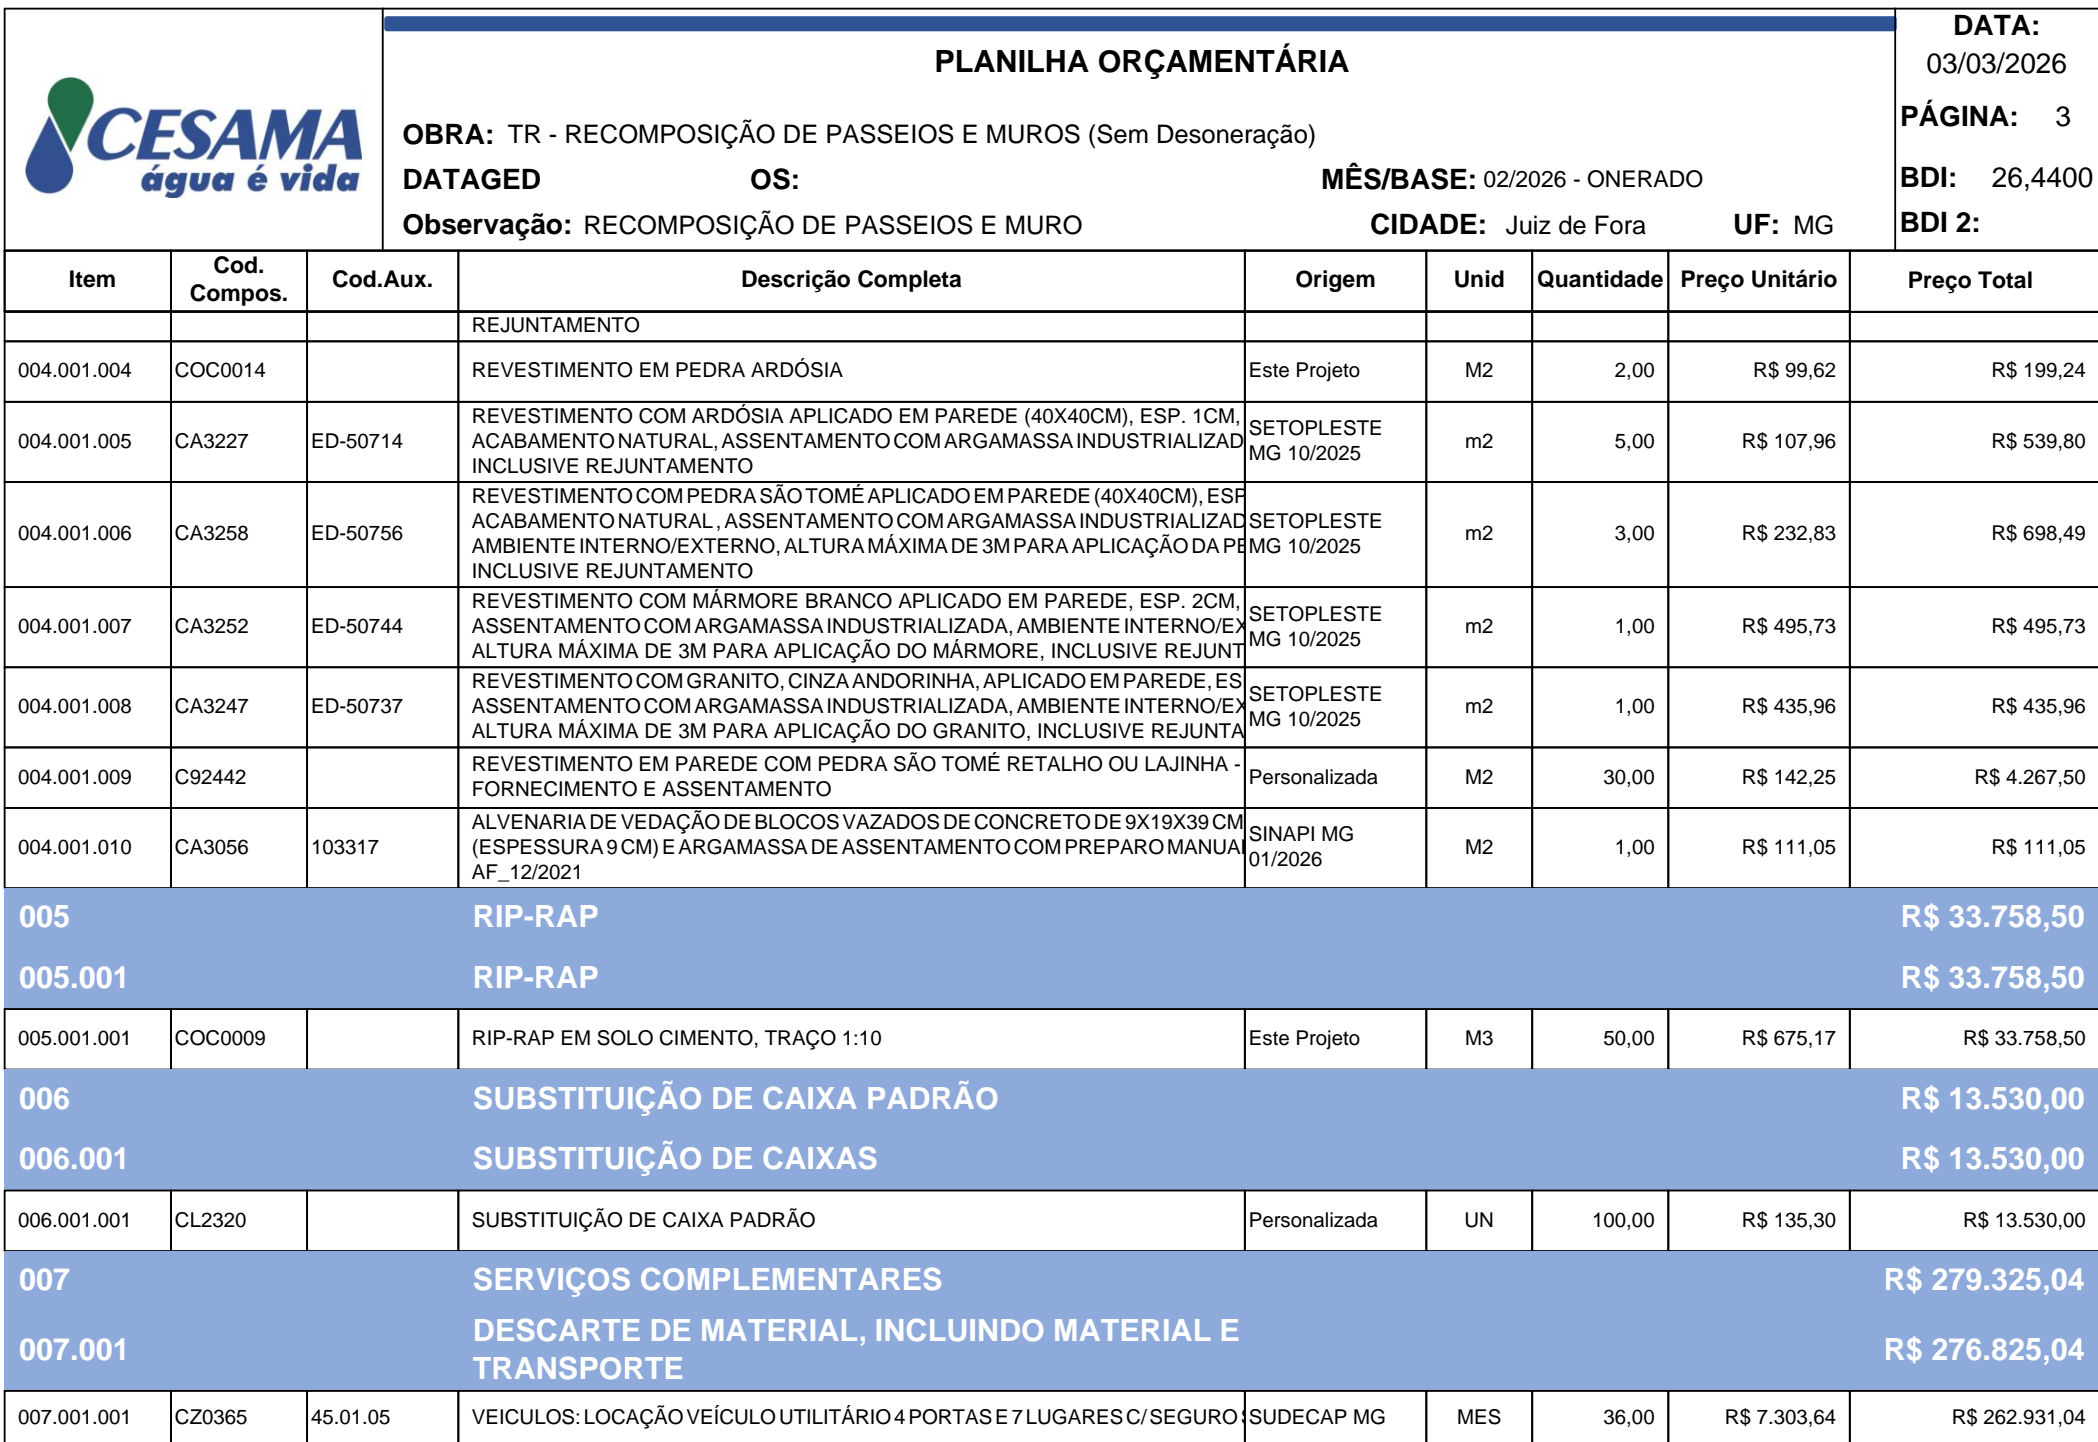 CESAMA
água é vida
PLANILHA ORÇAMENTÁRIA
OBRA: TR - RECOMPOSIÇÃO DE PASSEIOS E MUROS (Sem Desoneração)
DATAGED OS: MÊS/BASE: 02/2026 - ONERADO
Observação: RECOMPOSIÇÃO DE PASSEIOS E MURO CIDADE: Juiz de Fora UF: MG
DATA:
03/03/2026
PÁGINA: 3
BDI: 26,4400
BDI 2:
Item Cod. Compos. Cod.Aux. Descrição Completa Origem Unid Quantidade Preço Unitário Preço Total
REJUNTAMENTO
004.001.004 COC0014 REVESTIMENTO EM PEDRA ARDÓSIA Este Projeto M2 2,00 R$ 99,62 R$ 199,24
REVESTIMENTO COM ARDÓSIA APLICADO EM PAREDE (40X40CM), ESP. 1CM,
004.001.005 CA3227 ED-50714 ACABAMENTO NATURAL, ASSENTAMENTO COM ARGAMASSA INDUSTRIALIZAD SETOPLESTE MG 10/2025 m2 5,00 R$ 107,96 R$ 539,80
INCLUSIVE REJUNTAMENTO
REVESTIMENTO COM PEDRA SÃO TOMÉ APLICADO EM PAREDE (40X40CM), ESP
ACABAMENTO NATURAL , ASSENTAMENTO COM ARGAMASSA INDUSTRIALIZAD
004.001.006 CA3258 ED-50756 AMBIENTE INTERNO/EXTERNO, ALTURA MÁXIMA DE 3M PARA APLICAÇÃO DA PE SETOPLESTE MG 10/2025 m2 3,00 R$ 232,83 R$ 698,49
INCLUSIVE REJUNTAMENTO
REVESTIMENTO COM MÁRMORE BRANCO APLICADO EM PAREDE, ESP. 2CM,
004.001.007 CA3252 ED-50744 ASSENTAMENTO COM ARGAMASSA INDUSTRIALIZADA, AMBIENTE INTERNO/EX SETOPLESTE MG 10/2025 m2 1,00 R$ 495,73 R$ 495,73
ALTURA MÁXIMA DE 3M PARA APLICAÇÃO DO MÁRMORE, INCLUSIVE REJUNT
REVESTIMENTO COM GRANITO, CINZA ANDORINHA, APLICADO EM PAREDE, ES
004.001.008 CA3247 ED-50737 ASSENTAMENTO COM ARGAMASSA INDUSTRIALIZADA, AMBIENTE INTERNO/EX SETOPLESTE MG 10/2025 m2 1,00 R$ 435,96 R$ 435,96
ALTURA MÁXIMA DE 3M PARA APLICAÇÃO DO GRANITO, INCLUSIVE REJUNTA
004.001.009 C92442 REVESTIMENTO EM PAREDE COM PEDRA SÃO TOMÉ RETALHO OU LAJINHA - Personalizada M2 30,00 R$ 142,25 R$ 4.267,50
FORNECIMENTO E ASSENTAMENTO
ALVENARIA DE VEDAÇÃO DE BLOCOS VAZADOS DE CONCRETO DE 9X19X39 CM
004.001.010 CA3056 103317 (ESPESSURA 9 CM) E ARGAMASSA DE ASSENTAMENTO COM PREPARO MANUAL SINAPI MG 01/2026 M2 1,00 R$ 111,05 R$ 111,05
AF_12/2021
005 RIP-RAP R$ 33.758,50
005.001 RIP-RAP R$ 33.758,50
005.001.001 COC0009 RIP-RAP EM SOLO CIMENTO, TRAÇO 1:10 Este Projeto M3 50,00 R$ 675,17 R$ 33.758,50
006 SUBSTITUIÇÃO DE CAIXA PADRÃO R$ 13.530,00
006.001 SUBSTITUIÇÃO DE CAIXAS R$ 13.530,00
006.001.001 CL2320 SUBSTITUIÇÃO DE CAIXA PADRÃO Personalizada UN 100,00 R$ 135,30 R$ 13.530,00
007 SERVIÇOS COMPLEMENTARES R$ 279.325,04
007.001 DESCARTE DE MATERIAL, INCLUINDO MATERIAL E R$ 276.825,04
TRANSPORTE
007.001.001 CZ0365 45.01.05 VEICULOS: LOCAÇÃO VEÍCULO UTILITÁRIO 4 PORTAS E 7 LUGARES C/ SEGURO SUDECAP MG MES 36,00 R$ 7.303,64 R$ 262.931,04